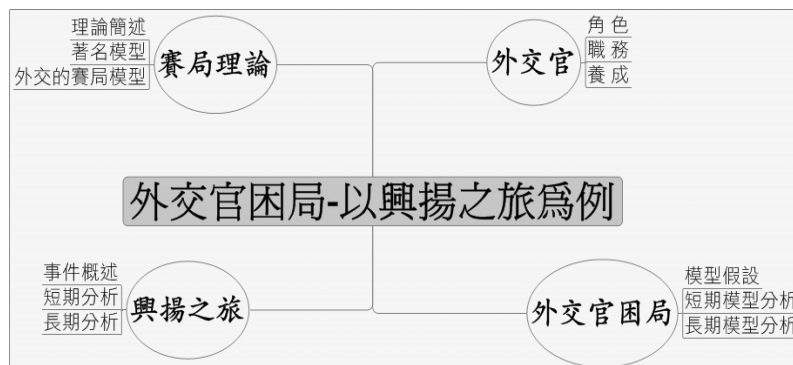 理論簡述
著名模型
外交的賽局模型
賽局理論
外交官
角色
職務
養成
外交官困局-以興揚之旅為例
事件概述
短期分析
長期分析
興揚之旅
外交官困局
模型假設
短期模型分析
長期模型分析